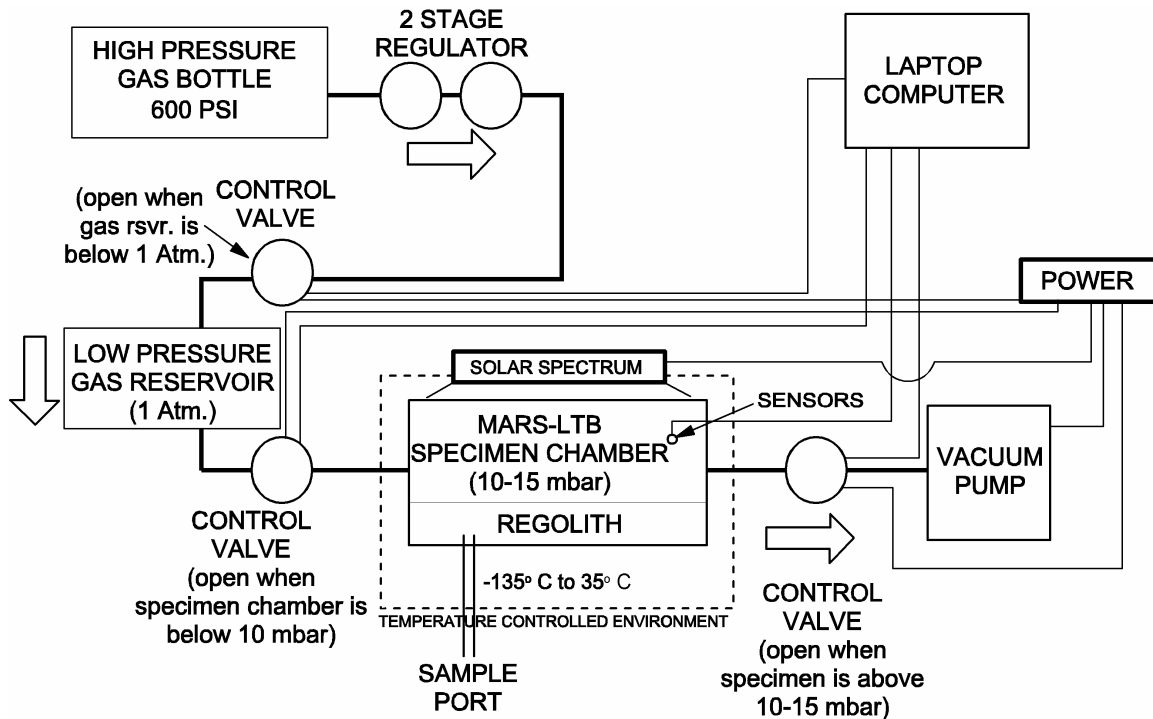 HIGH PRESSURE
GAS BOTTLE
600 PSI
2 STAGE
REGULATOR
LAPTOP
COMPUTER
(open when
gas rsvr. is
below 1 Atm.)
CONTROL
VALVE
POWER
LOW PRESSURE
GAS RESERVOIR
(1 Atm.)
SOLAR SPECTRUM
SENSORS
MARS-LTB
SPECIMEN CHAMBER
(10-15 mbar)
REGOLITH
VACUUM
PUMP
CONTROL
VALVE
(open when
specimen chamber is
below 10 mbar)
-135º C to 35º C
TEMPERATURE CONTROLLED ENVIRONMENT
SAMPLE
PORT
CONTROL
VALVE
(open when
specimen is above
10-15 mbar)